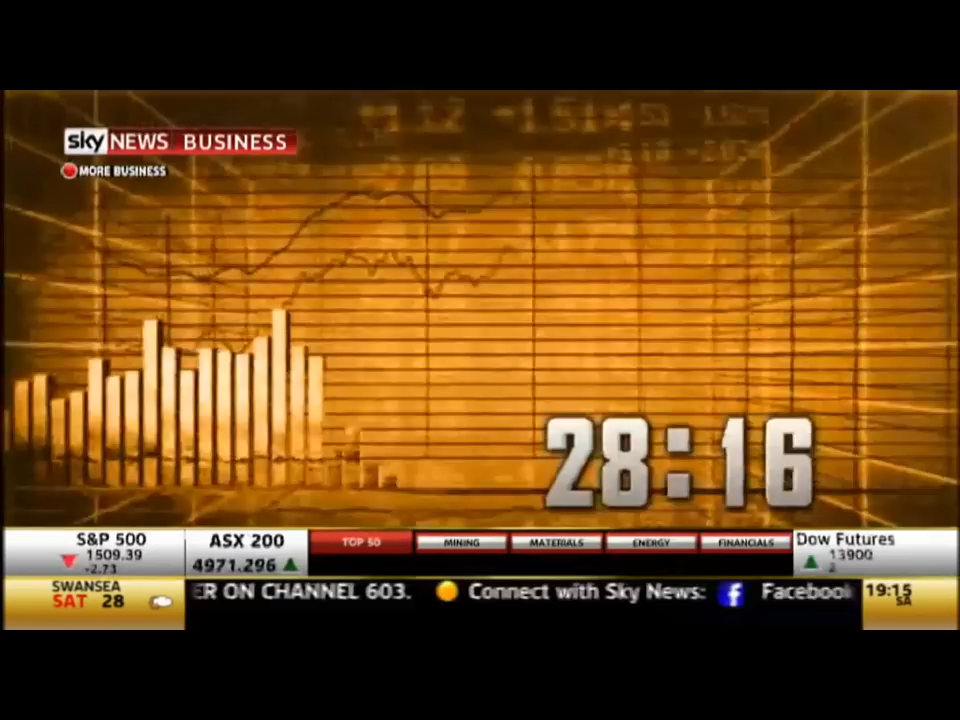 sky NEWS BUSINESS
MORE BUSINESS
28:16
S&P 500
1509.39
-2.73
ASX 200
4971.296
TOP 50
MINING
MATERIALS
ENERGY
FINANCIALS
Dow Futures
13900
2
SWANSEA
SAT 28
ER ON CHANNEL 603. Connect with Sky News: f Facebook
19:15
SA